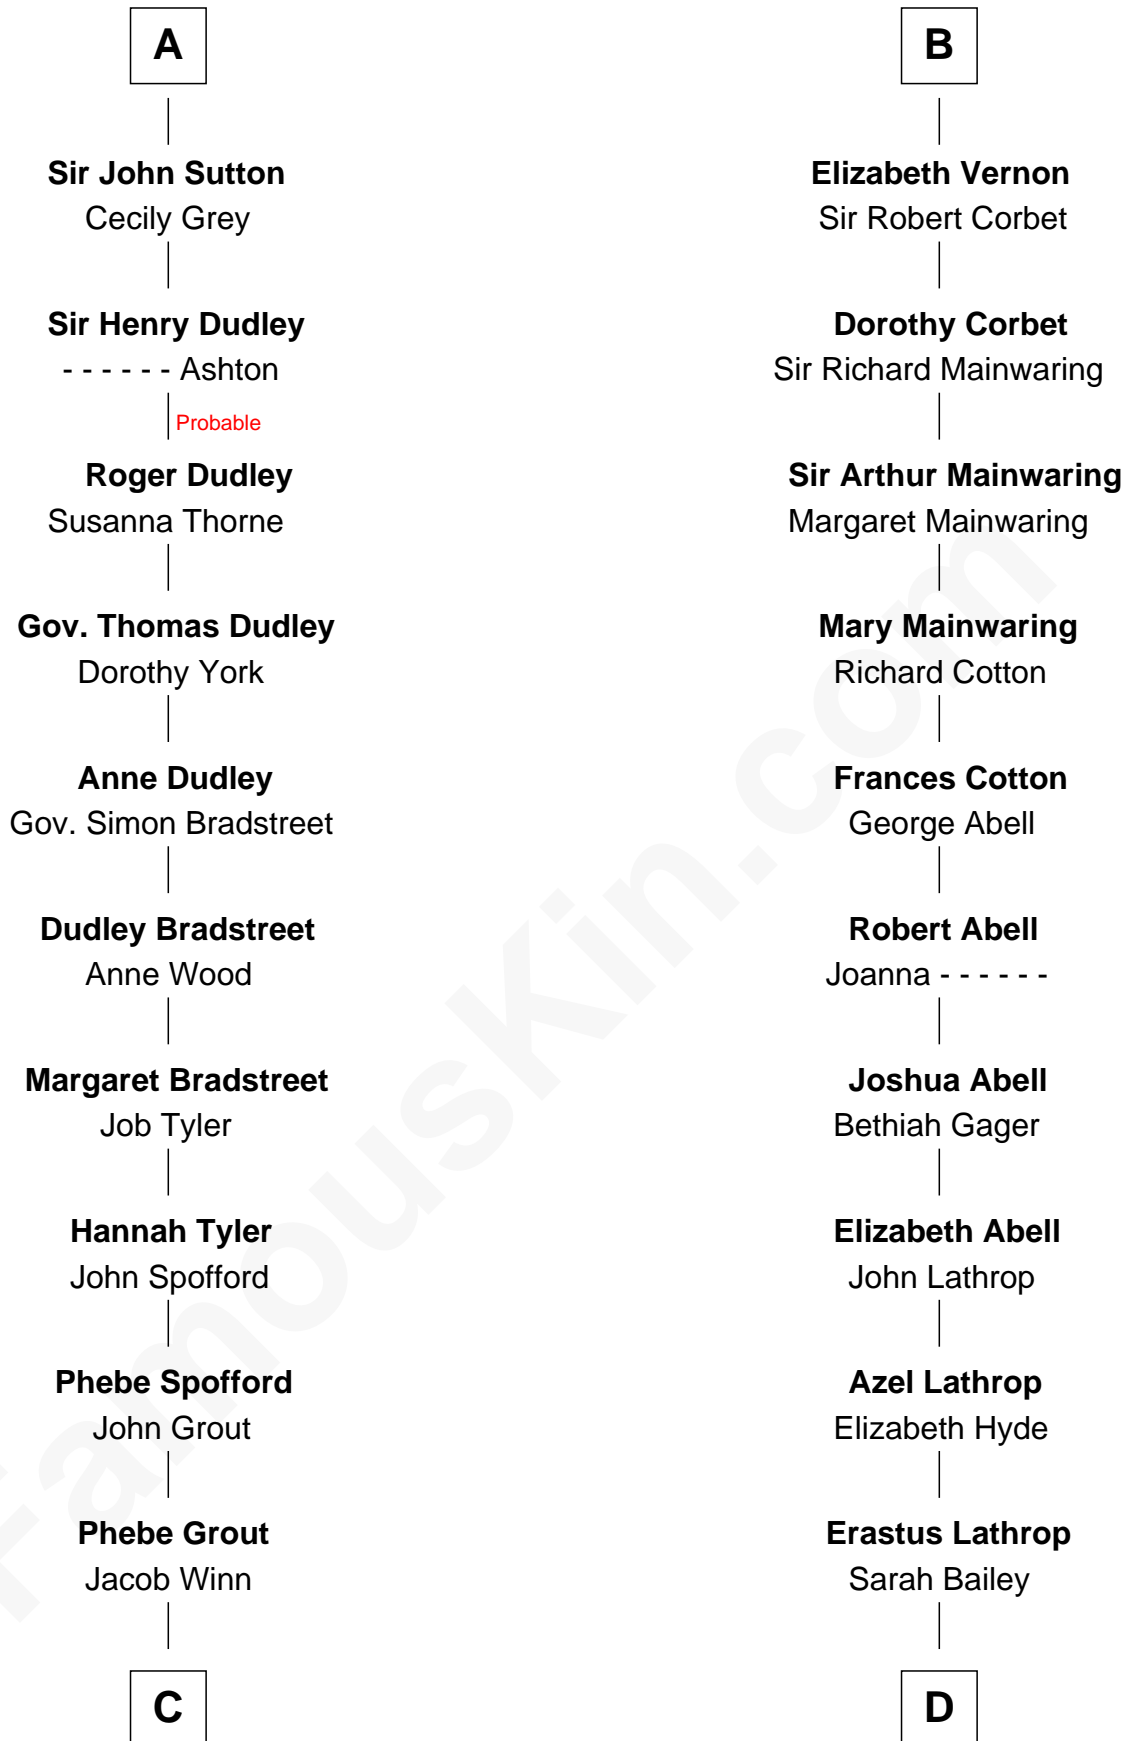 A
Sir John Sutton
Cecily Grey
Sir Henry Dudley
- - - - - - Ashton
Probable
Roger Dudley
Susanna Thorne
Gov. Thomas Dudley
Dorothy York
Anne Dudley
Gov. Simon Bradstreet
Dudley Bradstreet
Anne Wood
Margaret Bradstreet
Job Tyler
Hannah Tyler
John Spofford
Phebe Spofford
John Grout
Phebe Grout
Jacob Winn
C
B
Elizabeth Vernon
Sir Robert Corbet
Dorothy Corbet
Sir Richard Mainwaring
Sir Arthur Mainwaring
Margaret Mainwaring
Mary Mainwaring
Richard Cotton
Frances Cotton
George Abell
Robert Abell
Joanna - - - - - -
Joshua Abell
Bethiah Gager
Elizabeth Abell
John Lathrop
Azel Lathrop
Elizabeth Hyde
Erastus Lathrop
Sarah Bailey
D
FamousKin.com